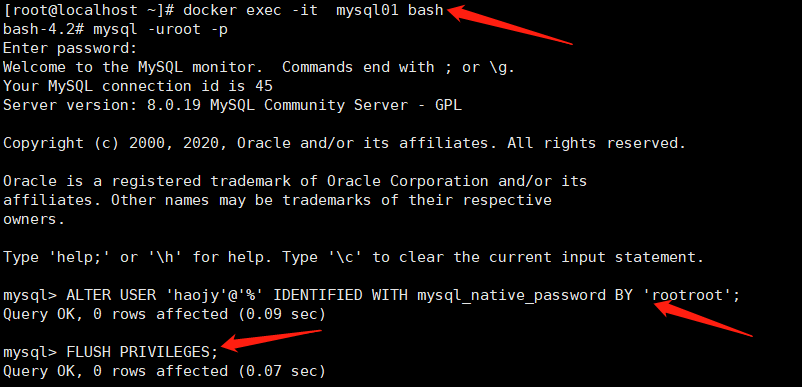 [root@localhost ~]# docker exec -it  mysql01 bash
bash-4.2# mysql -uroot -p
Enter password:
Welcome to the MySQL monitor.  Commands end with ; or \g.
Your MySQL connection id is 45
Server version: 8.0.19 MySQL Community Server - GPL
Copyright (c) 2000, 2020, Oracle and/or its affiliates. All rights reserved.
Oracle is a registered trademark of Oracle Corporation and/or its
affiliates. Other names may be trademarks of their respective
owners.
Type 'help;' or '\h' for help. Type '\c' to clear the current input statement.
mysql> ALTER USER 'haojy'@'%' IDENTIFIED WITH mysql_native_password BY 'rootroot';
Query OK, 0 rows affected (0.09 sec)
mysql> FLUSH PRIVILEGES;
Query OK, 0 rows affected (0.07 sec)